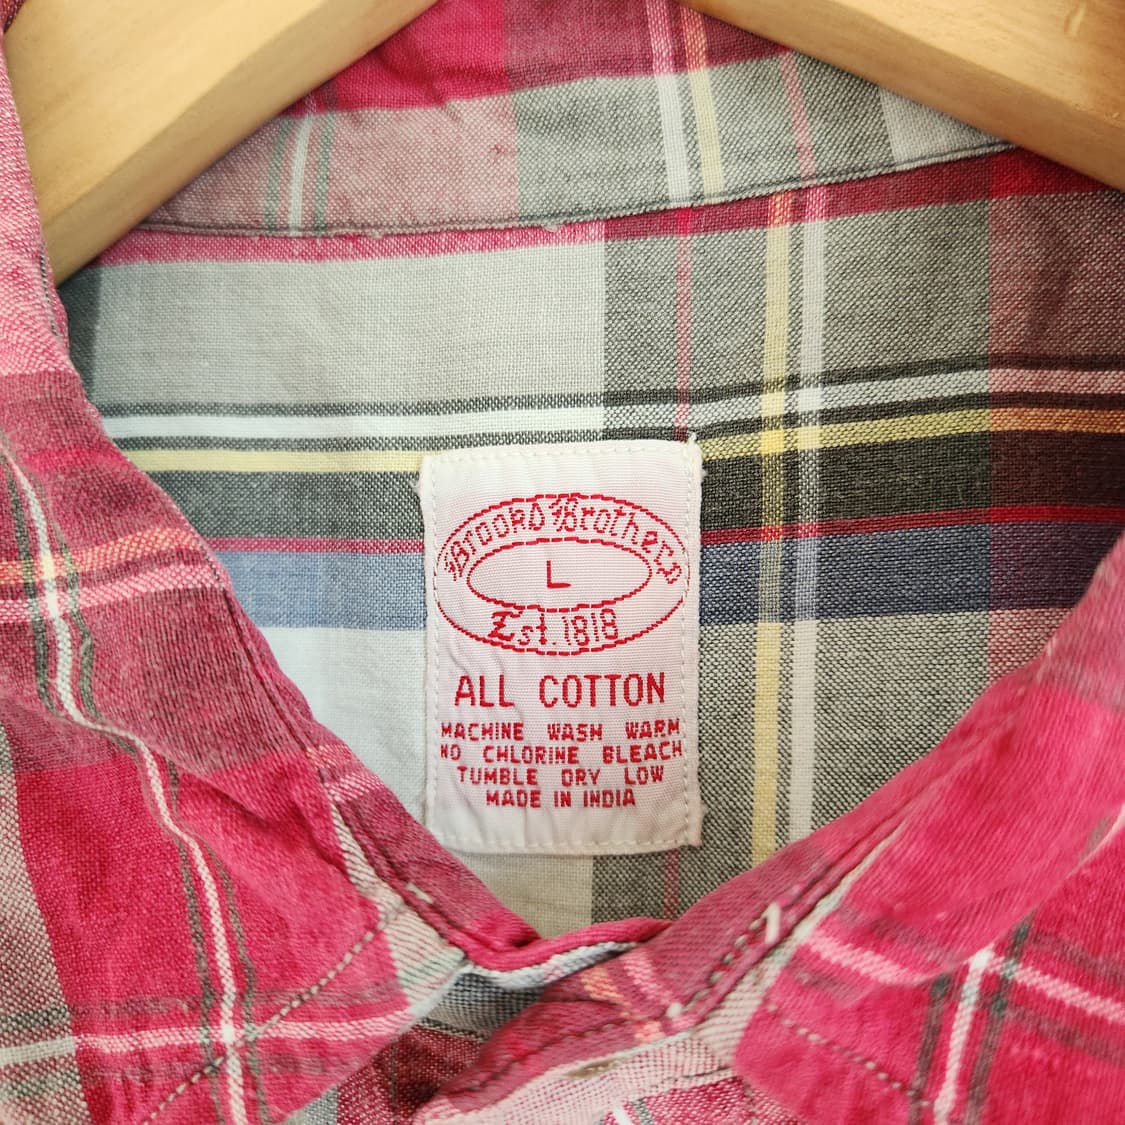 Brooks Brothers
L
Est. 1818
ALL COTTON
MACHINE WASH WARM
NO CHLORINE BLEACH
TUMBLE DRY LOW
MADE IN INDIA